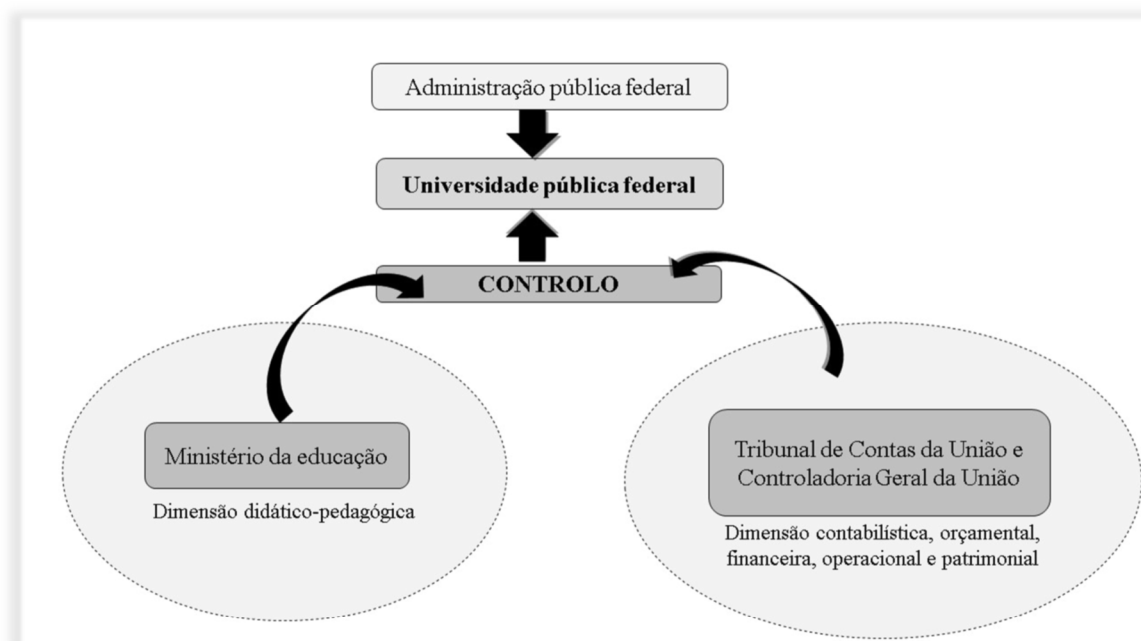 Administração pública federal
Universidade pública federal
CONTROLO
Ministério da educação
Dimensão didático-pedagógica
Tribunal de Contas da União e
Controladoria Geral da União
Dimensão contabilística, orçamental,
financeira, operacional e patrimonial